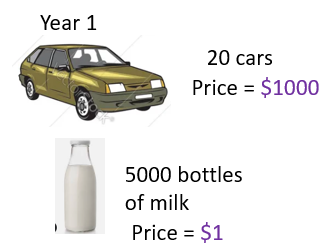 Year 1
20 cars
Price = $1000
5000 bottles
of milk
Price = $1